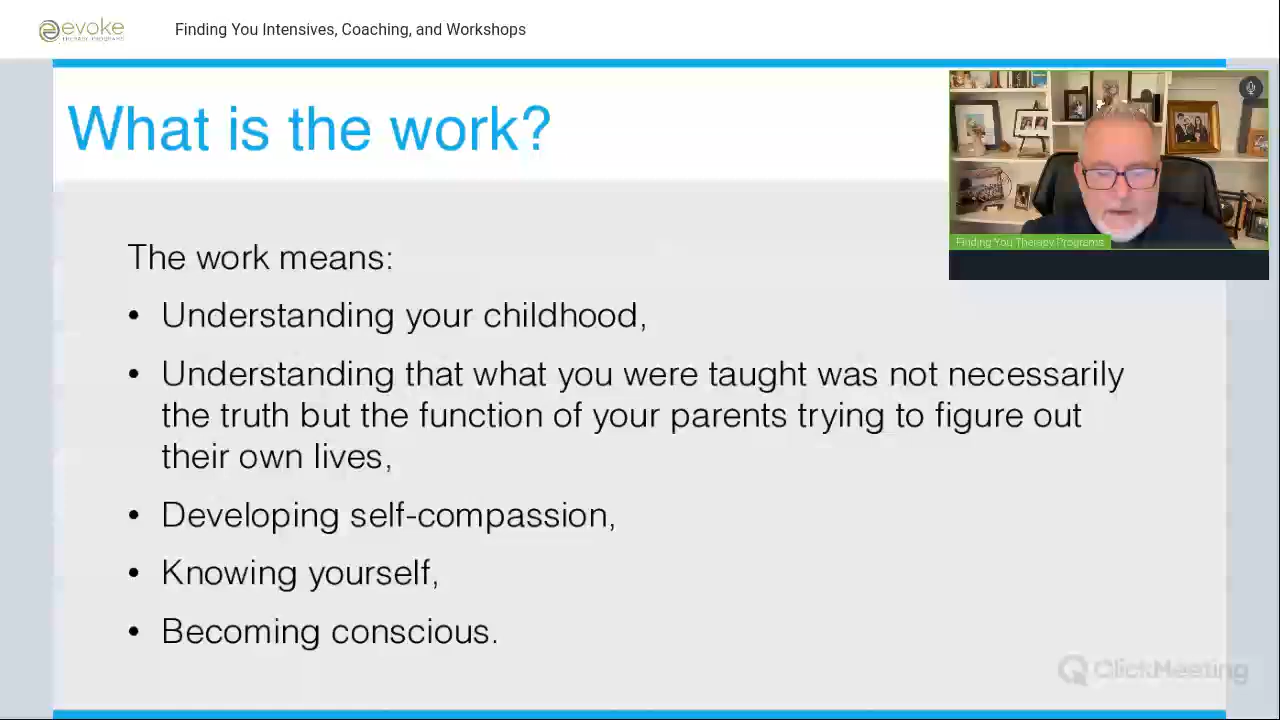 evoke
THERAPY PROGRAMS
Finding You Intensives, Coaching, and Workshops
What is the work?
Finding You Therapy Programs
The work means:
• Understanding your childhood,
• Understanding that what you were taught was not necessarily
the truth but the function of your parents trying to figure out
their own lives,
• Developing self-compassion,
• Knowing yourself,
• Becoming conscious.
ClickMeeting